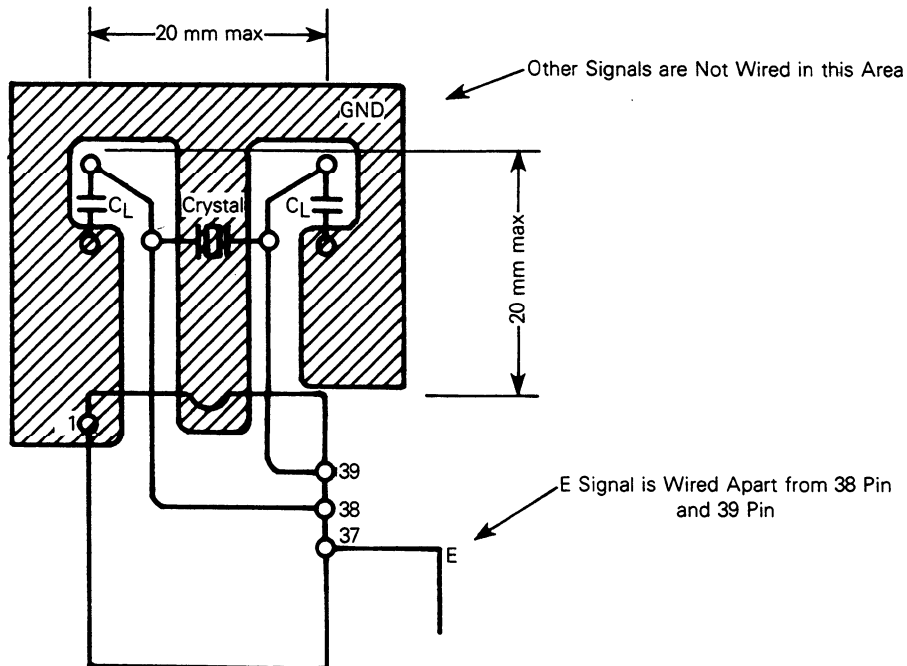 20 mm max
Other Signals are Not Wired in this Area
GND
CL
Crystal
CL
20 mm max
1
39
38
37
E
E Signal is Wired Apart from 38 Pin
and 39 Pin